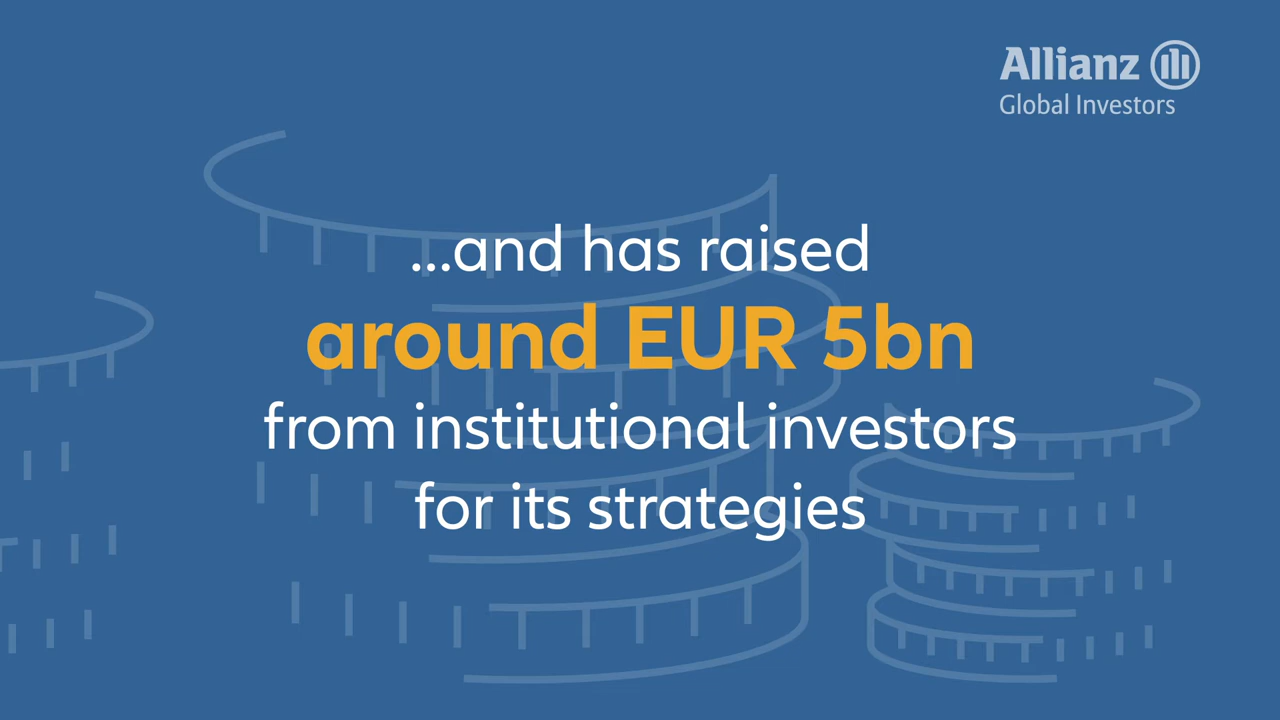 Allianz
Global Investors
...and has raised
around EUR 5bn
from institutional investors
for its strategies